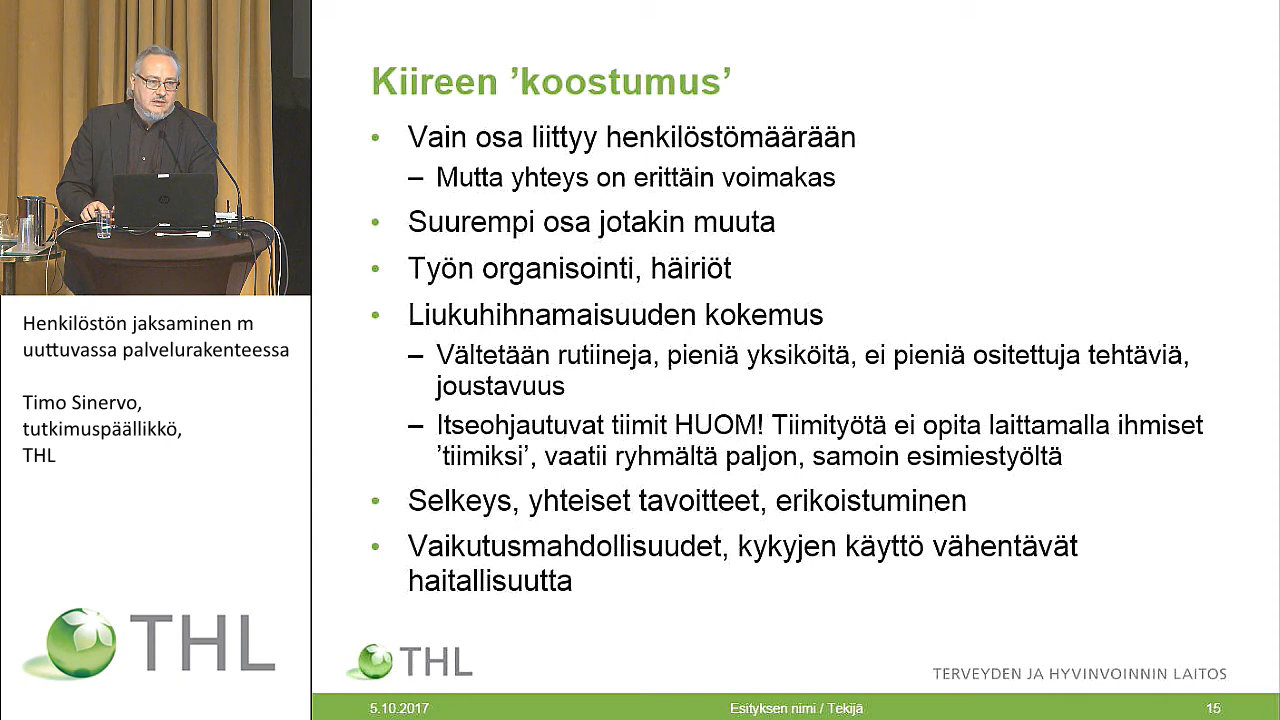 Kiireen ’koostumus’
• Vain osa liittyy henkilöstömäärään
– Mutta yhteys on erittäin voimakas
• Suurempi osa jotakin muuta
• Työn organisointi, häiriöt
• Liukuhihnamaisuuden kokemus
– Vältetään rutiineja, pieniä yksiköitä, ei pieniä ositettuja tehtäviä,
joustavuus
– Itseohjautuvat tiimit HUOM! Tiimityötä ei opita laittamalla ihmiset
’tiimiksi’, vaatii ryhmältä paljon, samoin esimiestyöltä
• Selkeys, yhteiset tavoitteet, erikoistuminen
• Vaikutusmahdollisuudet, kykyjen käyttö vähentävät
haitallisuutta
THL
TERVEYDEN JA HYVINVOINNIN LAITOS
5.10.2017
Esityksen nimi / Tekijä
15
Henkilöstön jaksaminen m
uuttuvassa palvelurakenteessa
Timo Sinervo,
tutkimuspäällikkö,
THL
THL